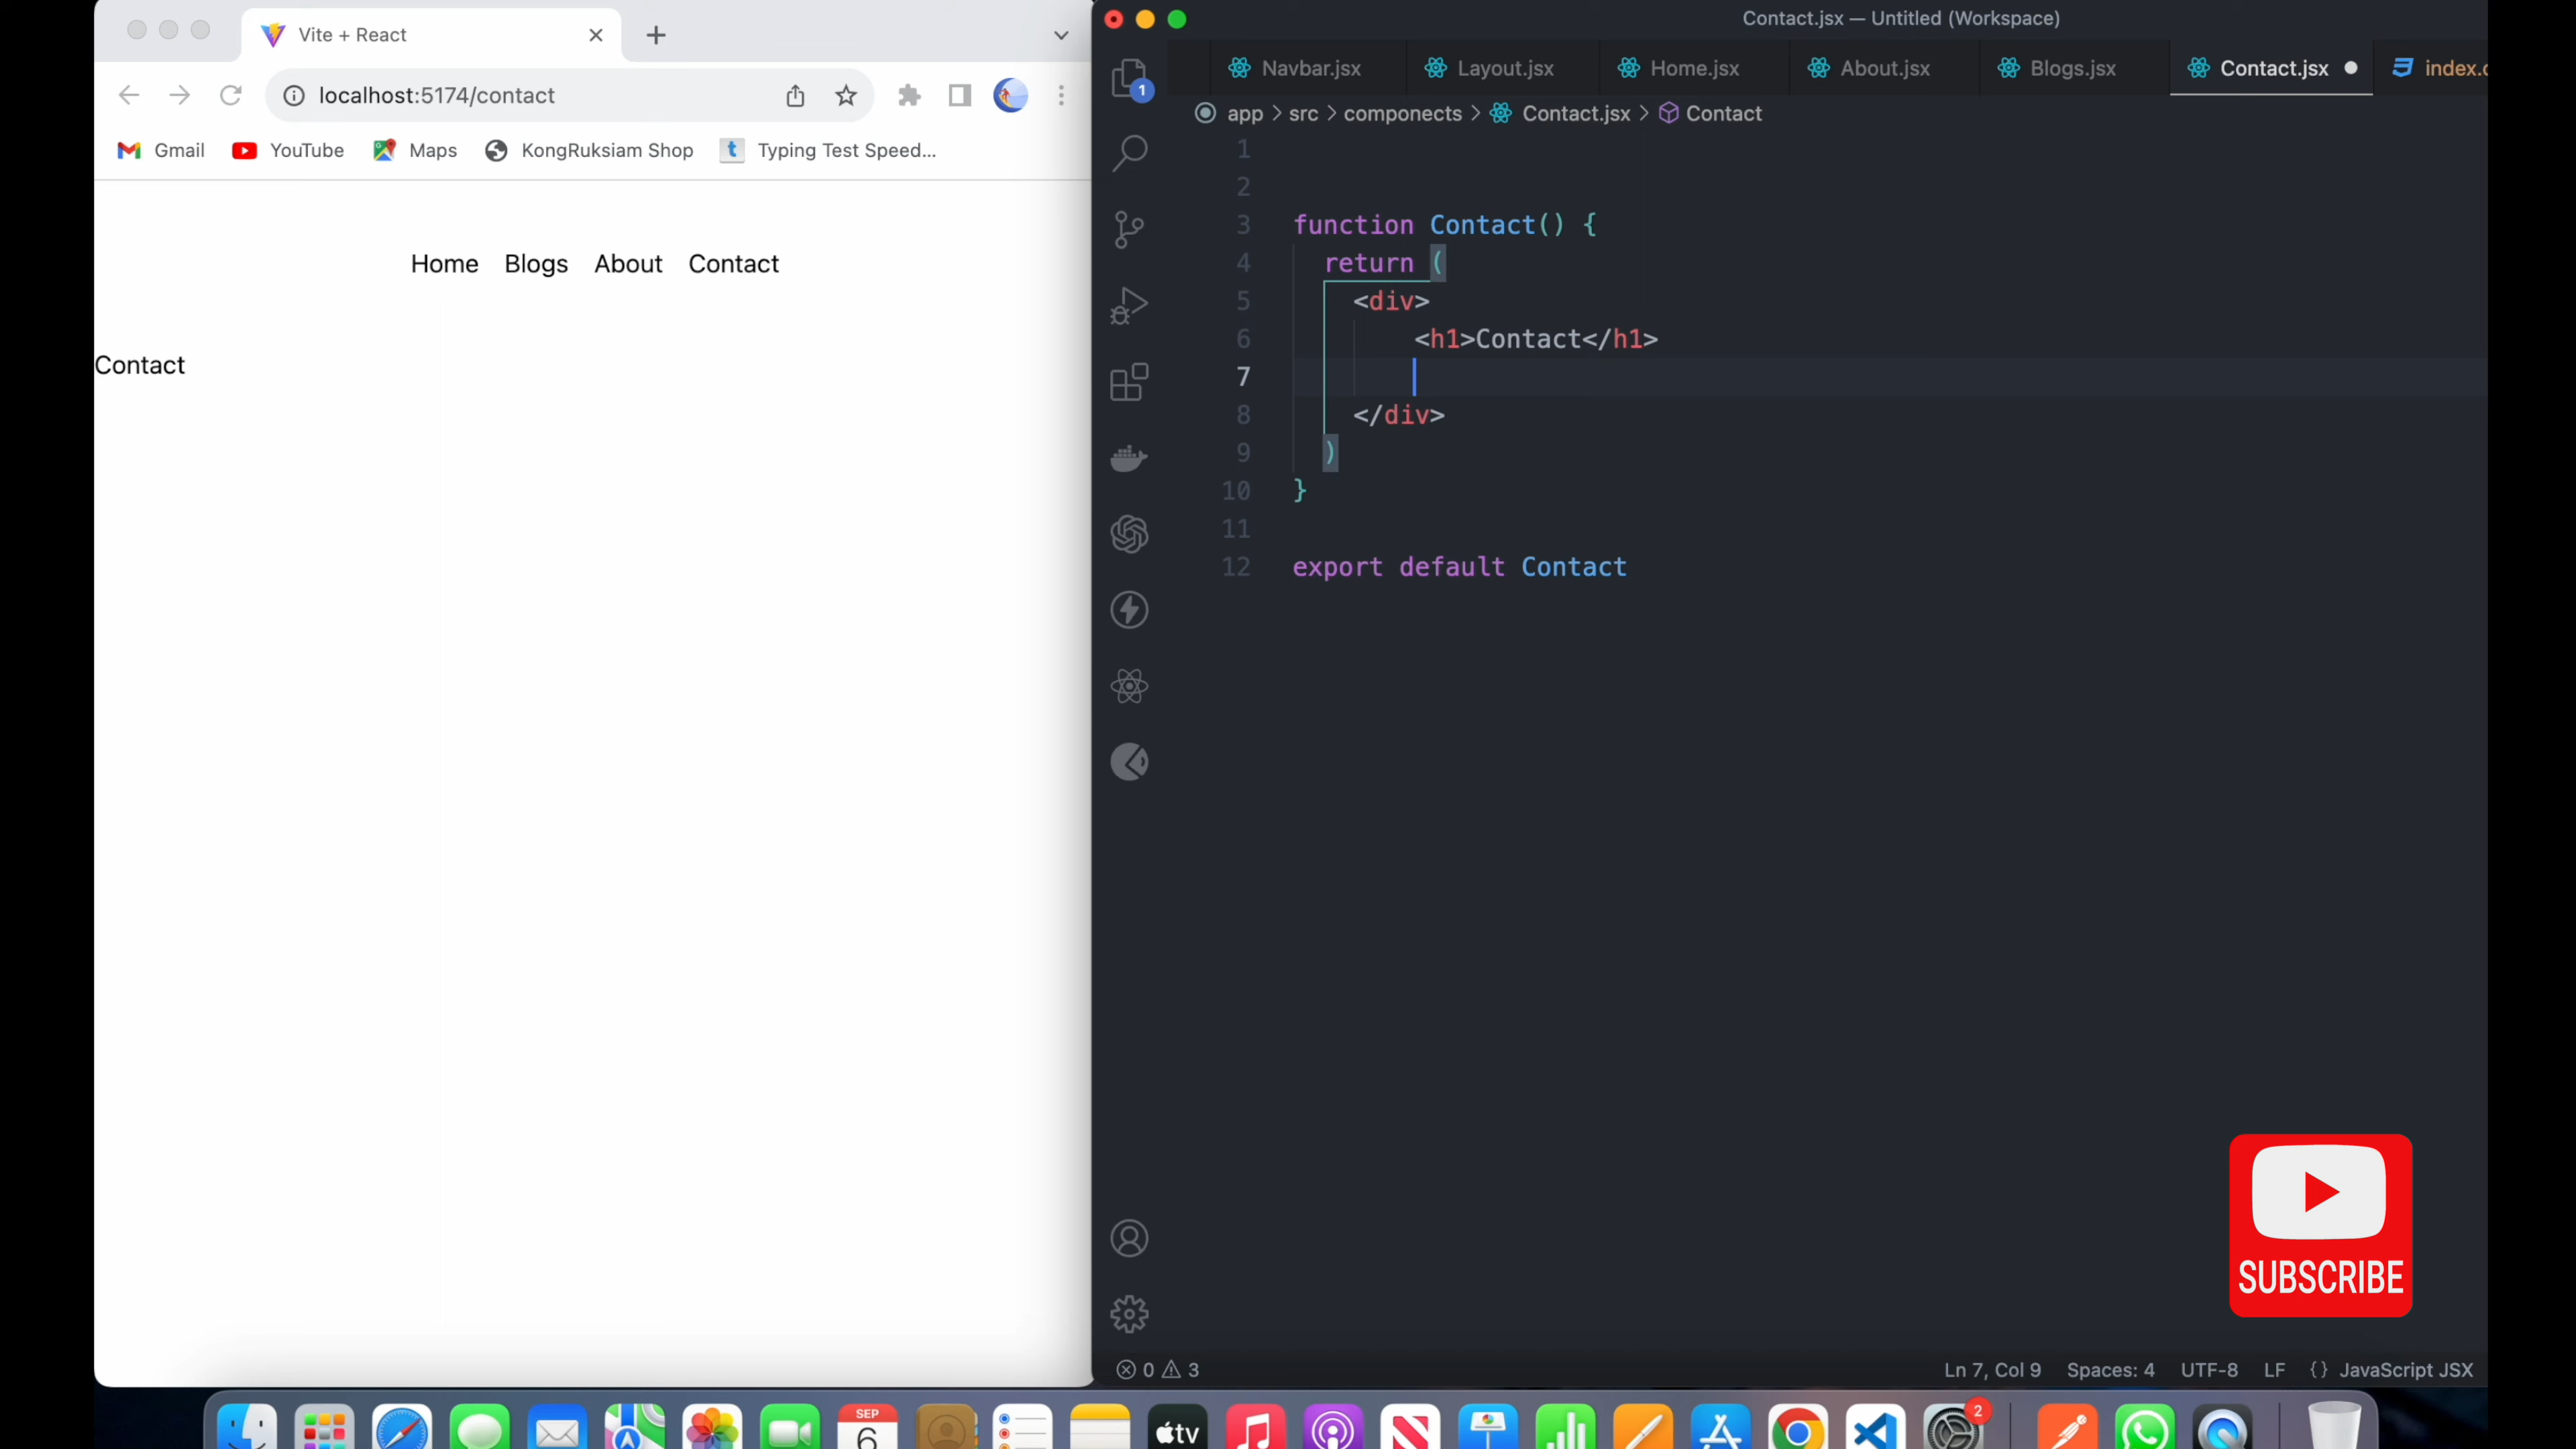 Vite + React
localhost:5174/contact
Gmail
YouTube
Maps
KongRuksiam Shop
t
Typing Test Speed...
Home
Blogs
About
Contact
Contact
Contact.jsx — Untitled (Workspace)
Navbar.jsx
Layout.jsx
Home.jsx
About.jsx
Blogs.jsx
Contact.jsx
1
app > src > componects > Contact.jsx > Contact
1
2
3 function Contact() {
4 return (
5 <div>
6 <h1>Contact</h1>
7
8 </div>
9 )
10 }
11
12 export default Contact
SUBSCRIBE
0 3
Ln 7, Col 9 Spaces: 4 UTF-8 LF {} JavaScript JSX
SEP
6
tv
2